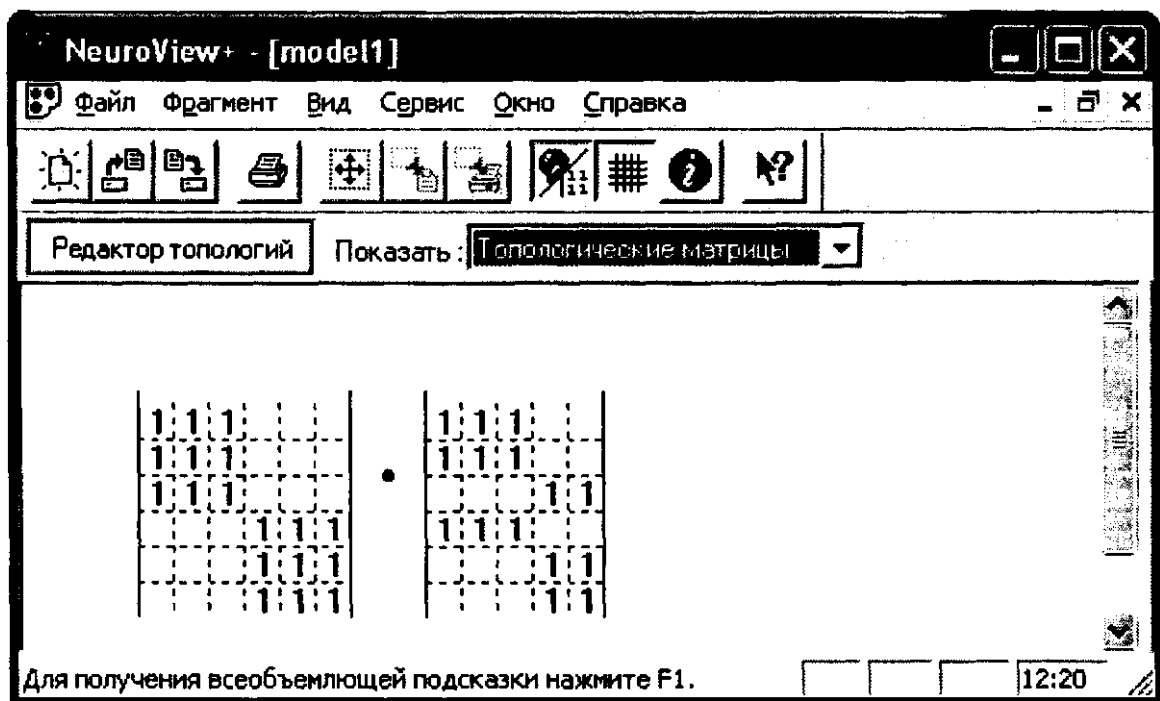 NeuroView+ - [model1]
Файл Фрагмент Вид Сервис Окно Справка
Редактор топологий Показать : Топологические матрицы
1 1 1 1 1 1
1 1 1 1 1 1
1 1 1 1 1
1 1 1 1 1 1
1 1 1 1 1
1 1 1 1 1
Для получения всеобъемлющей подсказки нажмите F1. 12:20